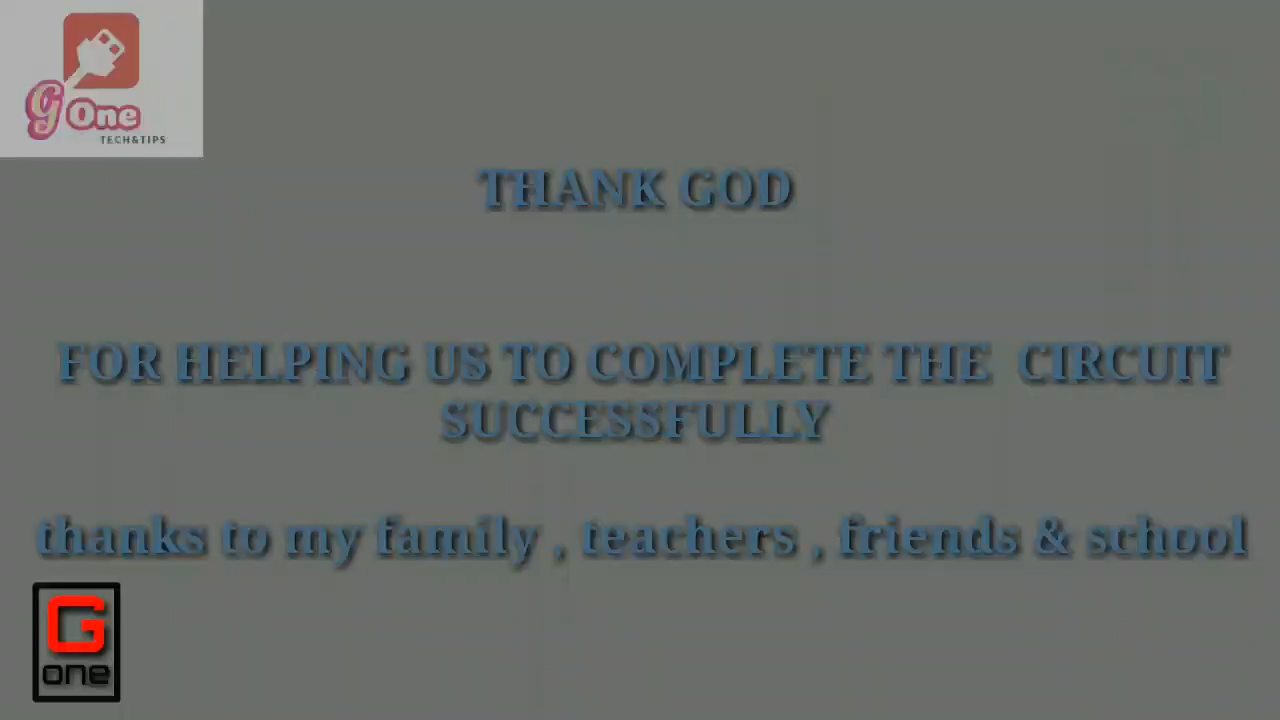 g One
TECH&TIPS
THANK GOD
FOR HELPING US TO COMPLETE THE CIRCUIT
SUCCESSFULLY
thanks to my family , teachers , friends & school
G
one